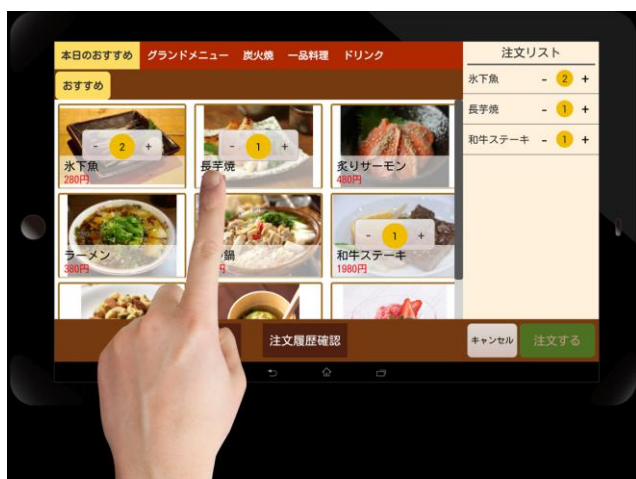 本日のおすすめ グランドメニュー 炭火焼 一品料理 ドリンク
おすすめ
- 2 +
氷下魚
280円
- 1 +
長芋焼
炙りサーモン
480円
ラーメン
380円
鍋
円
- 1 +
和牛ステーキ
1980円
注文履歴確認
注文リスト
氷下魚 - 2 +
長芋焼 - 1 +
和牛ステーキ - 1 +
キャンセル 注文する